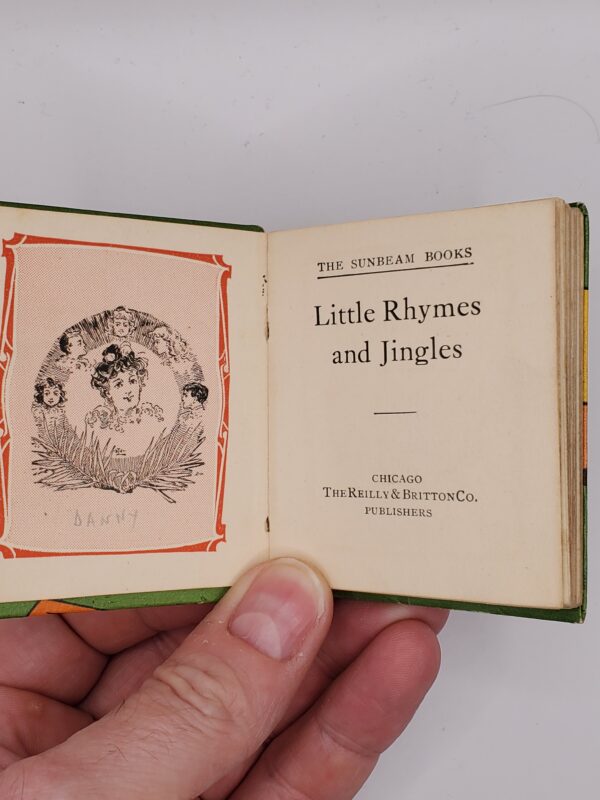 DANNY
THE SUNBEAM BOOKS
Little Rhymes
and Jingles
CHICAGO
THE REILLY & BRITTON CO.
PUBLISHERS